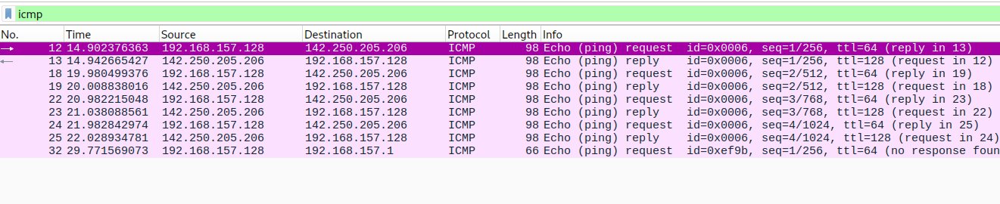 icmp
No. Time Source Destination Protocol Length Info
12 14.902376363 192.168.157.128 142.250.205.206 ICMP 98 Echo (ping) request id=0x0006, seq=1/256, ttl=64 (reply in 13)
13 14.942665427 142.250.205.206 192.168.157.128 ICMP 98 Echo (ping) reply id=0x0006, seq=1/256, ttl=128 (request in 12)
18 19.980499376 192.168.157.128 142.250.205.206 ICMP 98 Echo (ping) request id=0x0006, seq=2/512, ttl=64 (reply in 19)
19 20.008838016 142.250.205.206 192.168.157.128 ICMP 98 Echo (ping) reply id=0x0006, seq=2/512, ttl=128 (request in 18)
22 20.982215048 192.168.157.128 142.250.205.206 ICMP 98 Echo (ping) request id=0x0006, seq=3/768, ttl=64 (reply in 23)
23 21.038088561 142.250.205.206 192.168.157.128 ICMP 98 Echo (ping) reply id=0x0006, seq=3/768, ttl=128 (request in 22)
24 21.982842974 192.168.157.128 142.250.205.206 ICMP 98 Echo (ping) request id=0x0006, seq=4/1024, ttl=64 (reply in 25)
25 22.028934781 142.250.205.206 192.168.157.128 ICMP 98 Echo (ping) reply id=0x0006, seq=4/1024, ttl=128 (request in 24)
32 29.771569073 192.168.157.128 192.168.157.1 ICMP 66 Echo (ping) request id=0xef9b, seq=1/256, ttl=64 (no response foun